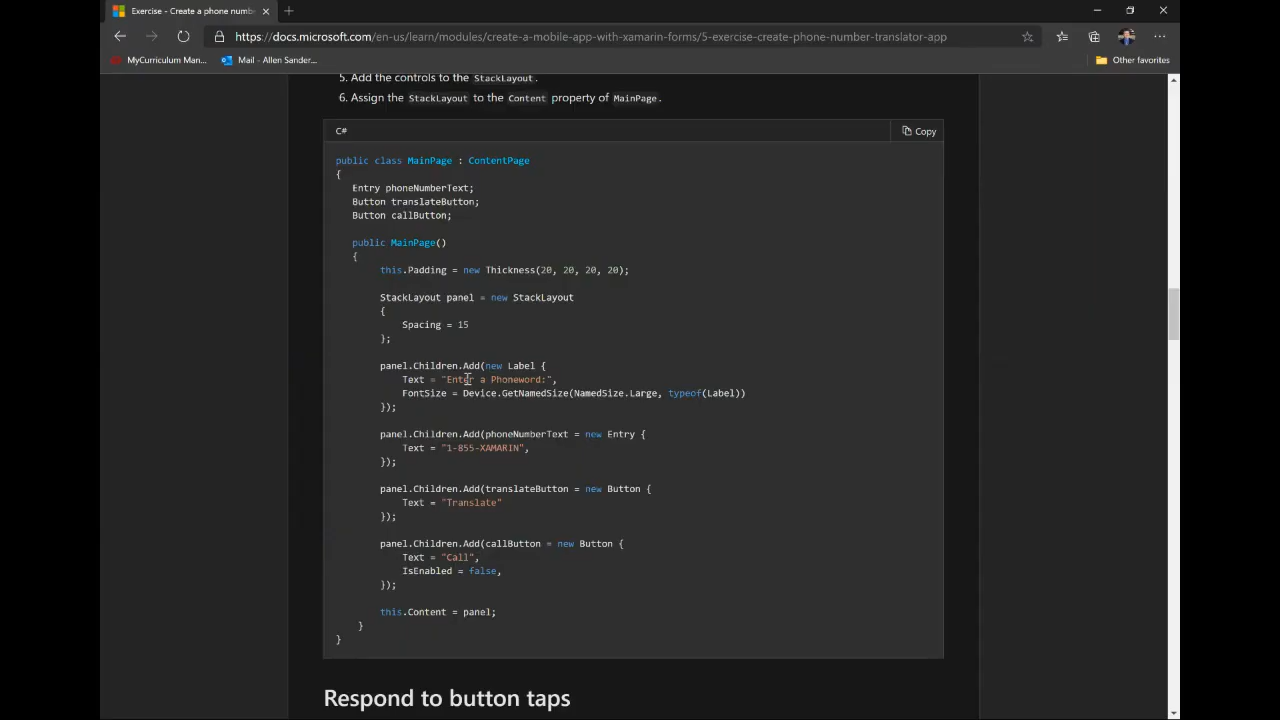 Exercise - Create a phone numb
https://docs.microsoft.com/en-us/learn/modules/create-a-mobile-app-with-xamarin-forms/5-exercise-create-phone-number-translator-app
MyCurriculum Man...
Mail - Allen Sander...
Other favorites
5. Add the controls to the StackLayout.
6. Assign the StackLayout to the Content property of MainPage.
C#
Copy
public class MainPage : ContentPage
{
Entry phoneNumberText;
Button translateButton;
Button callButton;
public MainPage()
{
this.Padding = new Thickness(20, 20, 20, 20);
StackLayout panel = new StackLayout
{
Spacing = 15
};
panel.Children.Add(new Label {
Text = "Enter a Phoneword:",
FontSize = Device.GetNamedSize(NamedSize.Large, typeof(Label))
});
panel.Children.Add(phoneNumberText = new Entry {
Text = "1-855-XAMARIN",
});
panel.Children.Add(translateButton = new Button {
Text = "Translate"
});
panel.Children.Add(callButton = new Button {
Text = "Call",
IsEnabled = false,
});
this.Content = panel;
}
}
Respond to button taps